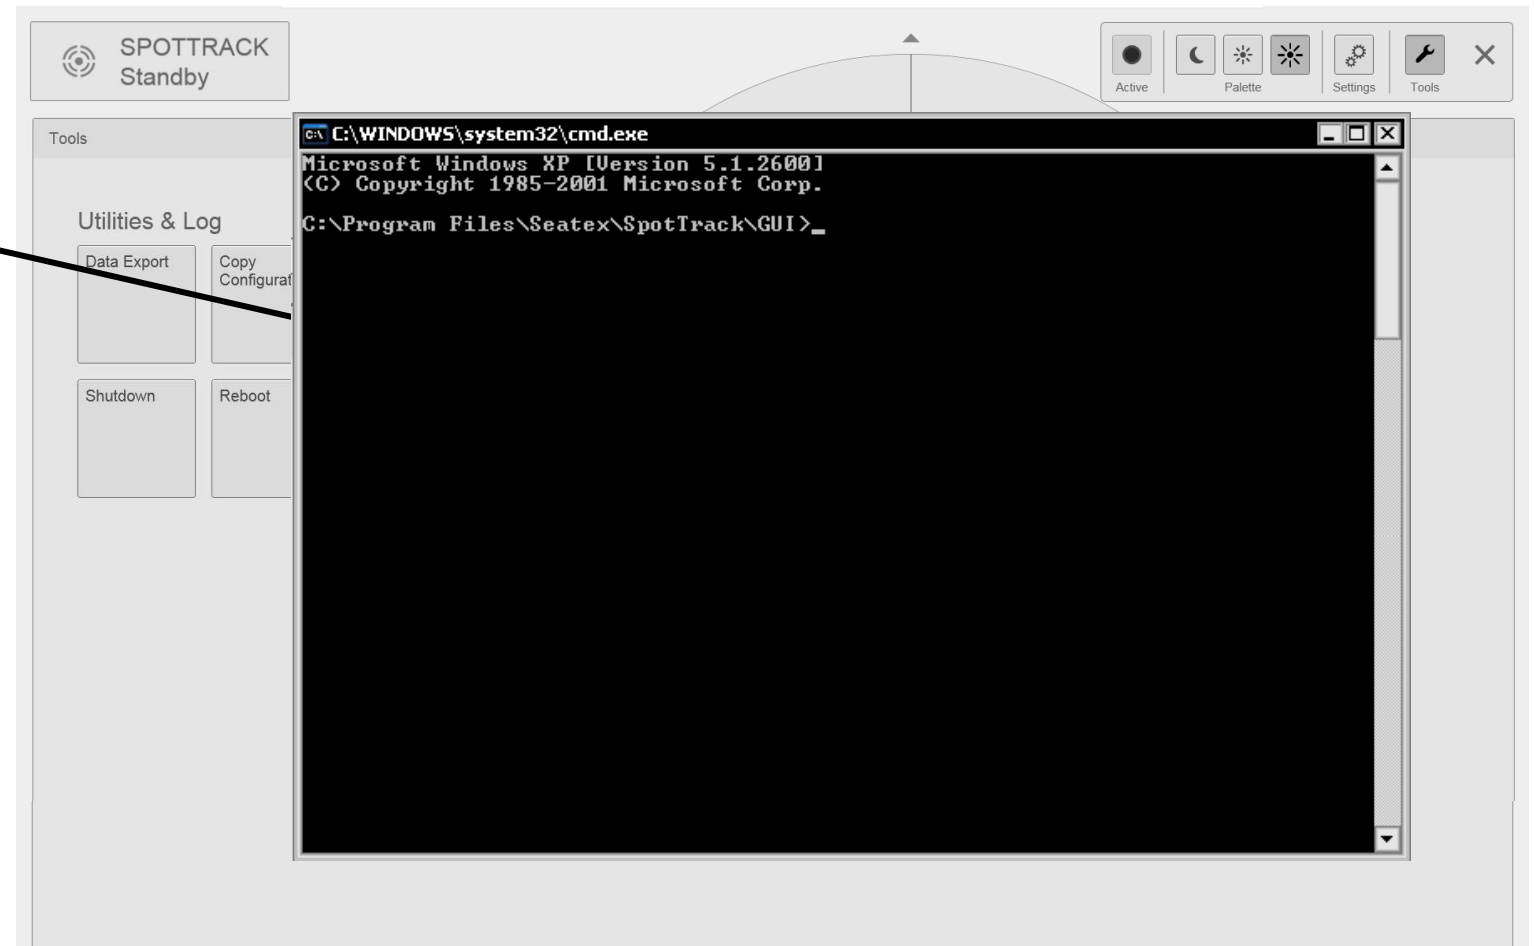 SPOTTRACK
Standby
Active
Palette
Settings
Tools
Tools
C:\WINDOWS\system32\cmd.exe
Microsoft Windows XP [Version 5.1.2600]
(C) Copyright 1985-2001 Microsoft Corp.
C:\Program Files\Seatex\SpotTrack\GUI>_
Utilities & Log
Data Export
Copy
Configurat
Shutdown
Reboot